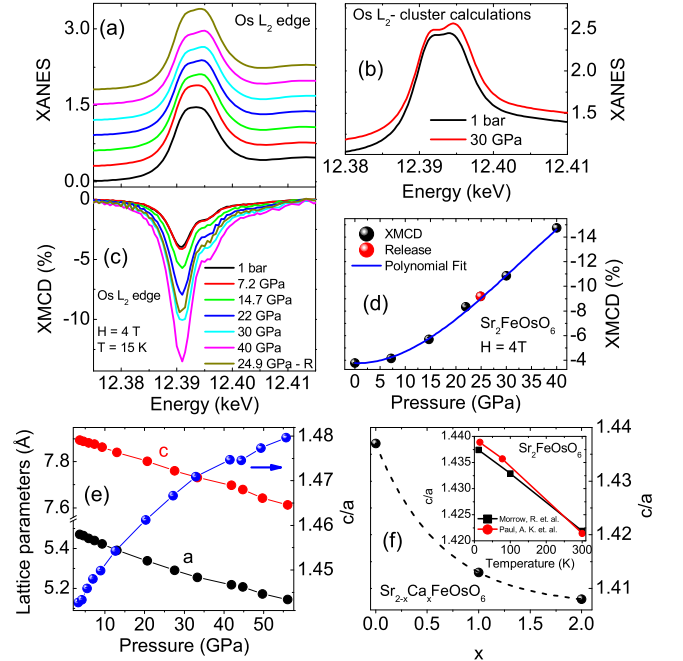 (a)
Os L2 edge
XANES
3.0
1.5
0.0
(b)
Os L2- cluster calculations
1 bar
30 GPa
XANES
2.5
2.0
1.5
12.38
12.39
12.40
12.41
Energy (keV)
(c)
XMCD (%)
0
-5
-10
Os L2 edge
H = 4 T
T = 15 K
1 bar
7.2 GPa
14.7 GPa
22 GPa
30 GPa
40 GPa
24.9 GPa - R
12.38 12.39 12.40 12.41
Energy (keV)
(d)
XMCD
Release
Polynomial Fit
Sr2FeOsO6
H = 4T
XMCD (%)
-14
-12
-10
-8
-6
-4
0 5 10 15 20 25 30 35 40
Pressure (GPa)
(e)
Lattice parameters (Å)
7.8
7.6
5.4
5.2
c
a
c/a
1.48
1.47
1.46
1.45
0 10 20 30 40 50
Pressure (GPa)
(f)
Sr2-xCaxFeOsO6
c/a
1.44
1.43
1.42
1.41
0.0 0.5 1.0 1.5 2.0
x
Sr2FeOsO6
c/a
1.440
1.435
1.430
1.425
1.420
Morrow, R. et. al.
Paul, A. K. et. al.
0 100 200 300
Temperature (K)